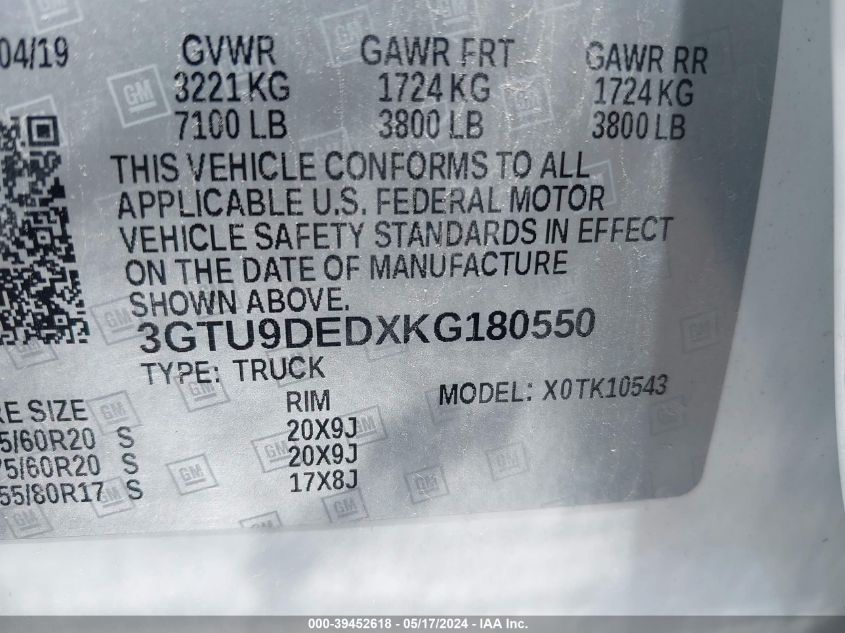 04/19 GVWR GAWR FRT GAWR RR
3221 KG 1724 KG 1724 KG
7100 LB 3800 LB 3800 LB
THIS VEHICLE CONFORMS TO ALL
APPLICABLE U.S. FEDERAL MOTOR
VEHICLE SAFETY STANDARDS IN EFFECT
ON THE DATE OF MANUFACTURE
SHOWN ABOVE.
3GTU9DEDXKG180550
TYPE: TRUCK
MODEL: X0TK10543
RE SIZE RIM
5/60R20 S 20X9J
75/60R20 S 20X9J
55/80R17 S 17X8J
000-39452618 - 05/17/2024 - IAA Inc.